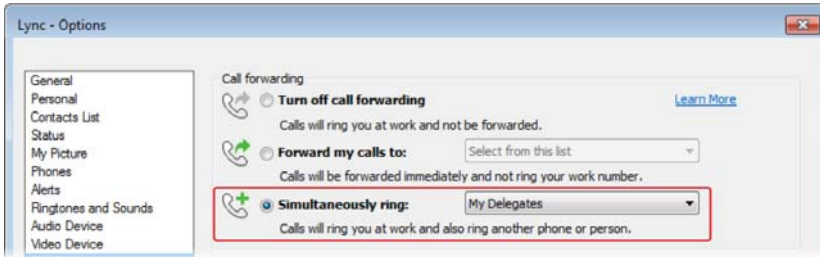 Lync - Options
General
Personal
Contacts List
Status
My Picture
Phones
Alerts
Ringtones and Sounds
Audio Device
Video Device
Call forwarding
Turn off call forwarding
Learn More
Calls will ring you at work and not be forwarded.
Forward my calls to:
Select from this list
Calls will be forwarded immediately and not ring your work number.
Simultaneously ring:
My Delegates
Calls will ring you at work and also ring another phone or person.